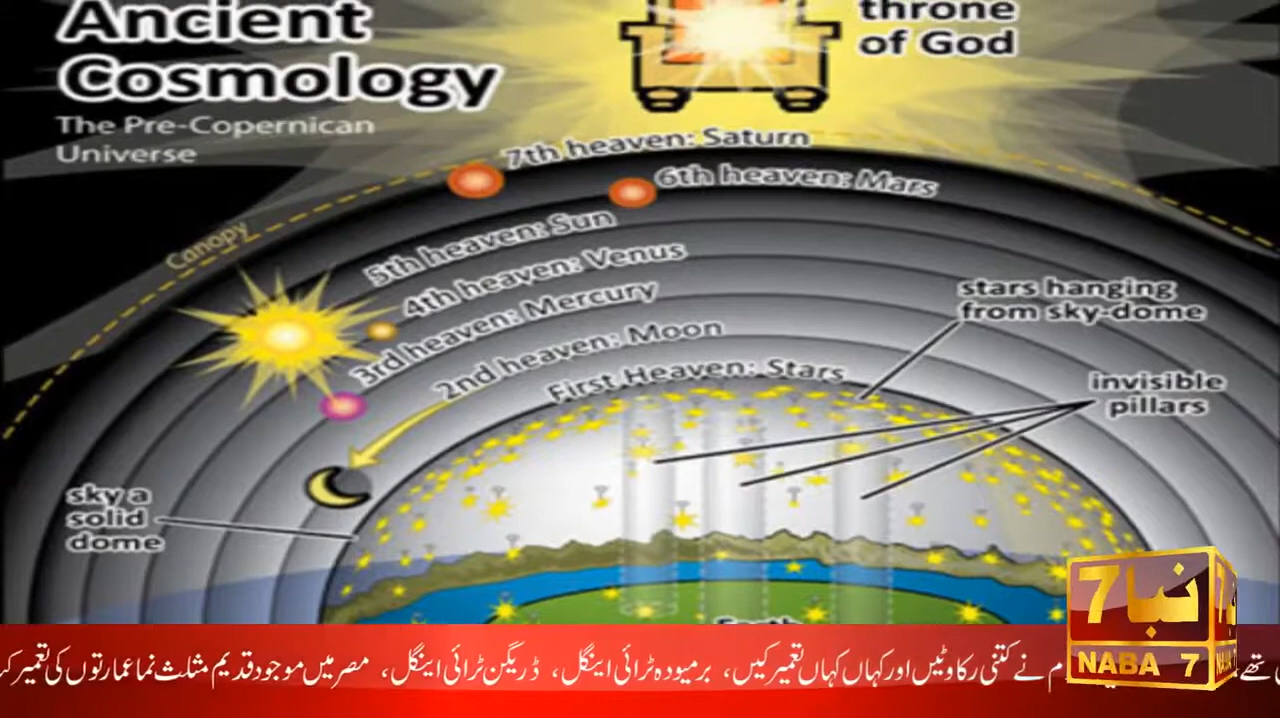 Ancient
Cosmology
The Pre-Copernican
Universe
throne
of God
7th heaven: Saturn
6th heaven: Mars
5th heaven: Sun
4th heaven: Venus
3rd heaven: Mercury
2nd heaven: Moon
First Heaven: Stars
Canopy
stars hanging
from sky-dome
invisible
pillars
sky a
solid
dome
نبا 7
NABA 7
نے کتنی رکاوٹیں اور کہاں کہاں تعمیر کیں، برمیودہ ٹرائی اینگل، ڈریگن ٹرائی اینگل، مصر میں موجود قدیم مثلث نما عمارتوں کی تعمیر